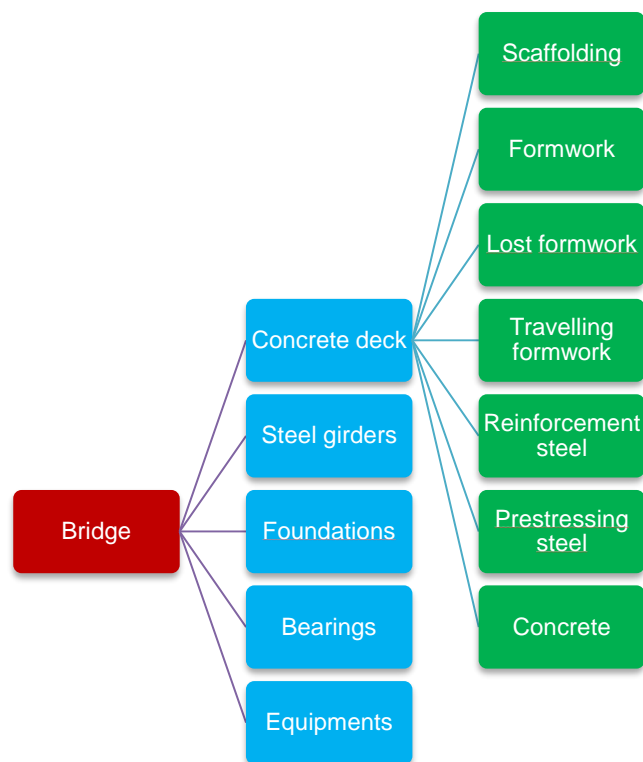 Scaffolding
Formwork
Lost formwork
Travelling
formwork
Reinforcement
steel
Prestressing
steel
Concrete
Concrete deck
Steel girders
Foundations
Bearings
Equipments
Bridge